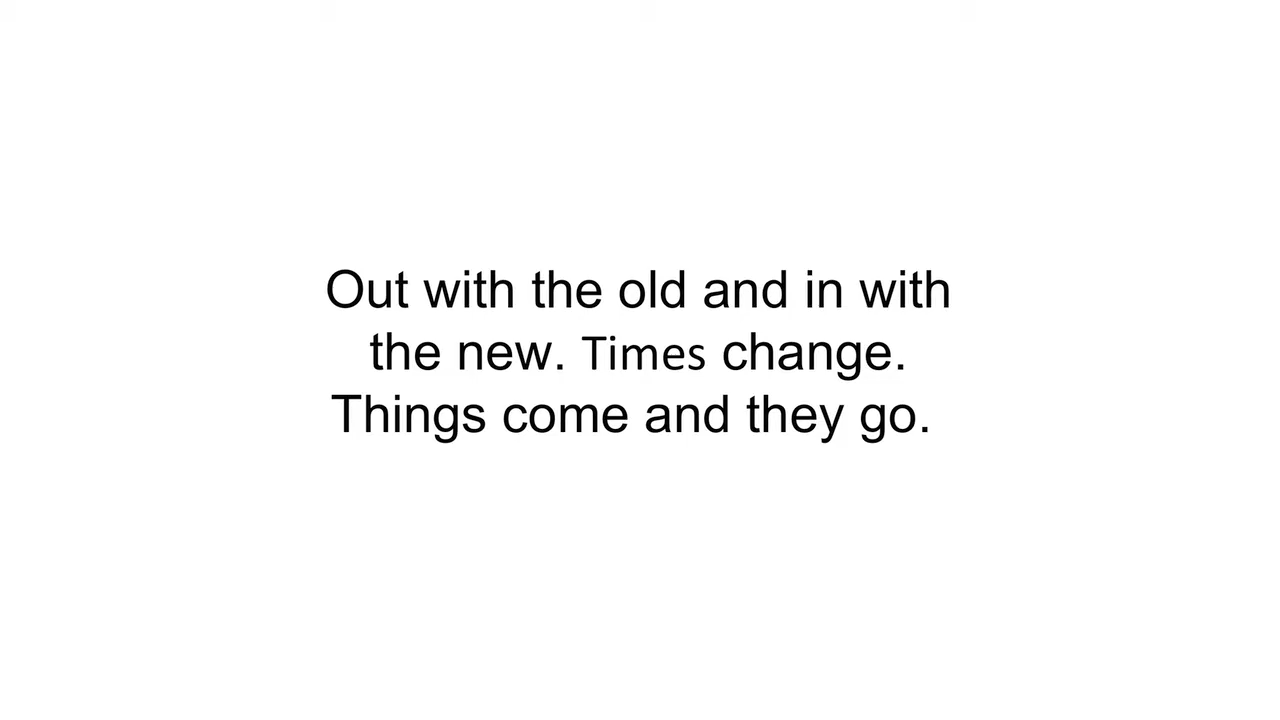 Out with the old and in with
the new. Times change.
Things come and they go.